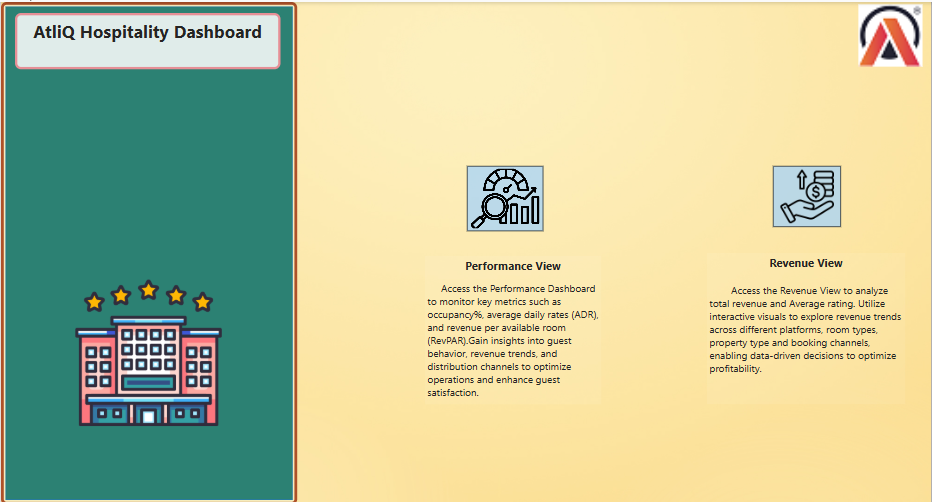 AtliQ Hospitality Dashboard
Performance View
Access the Performance Dashboard
to monitor key metrics such as
occupancy%, average daily rates (ADR),
and revenue per available room
(RevPAR).Gain insights into guest
behavior, revenue trends, and
distribution channels to optimize
operations and enhance guest
satisfaction.
Revenue View
Access the Revenue View to analyze
total revenue and Average rating. Utilize
interactive visuals to explore revenue trends
across different platforms, room types,
property type and booking channels,
enabling data-driven decisions to optimize
profitability.